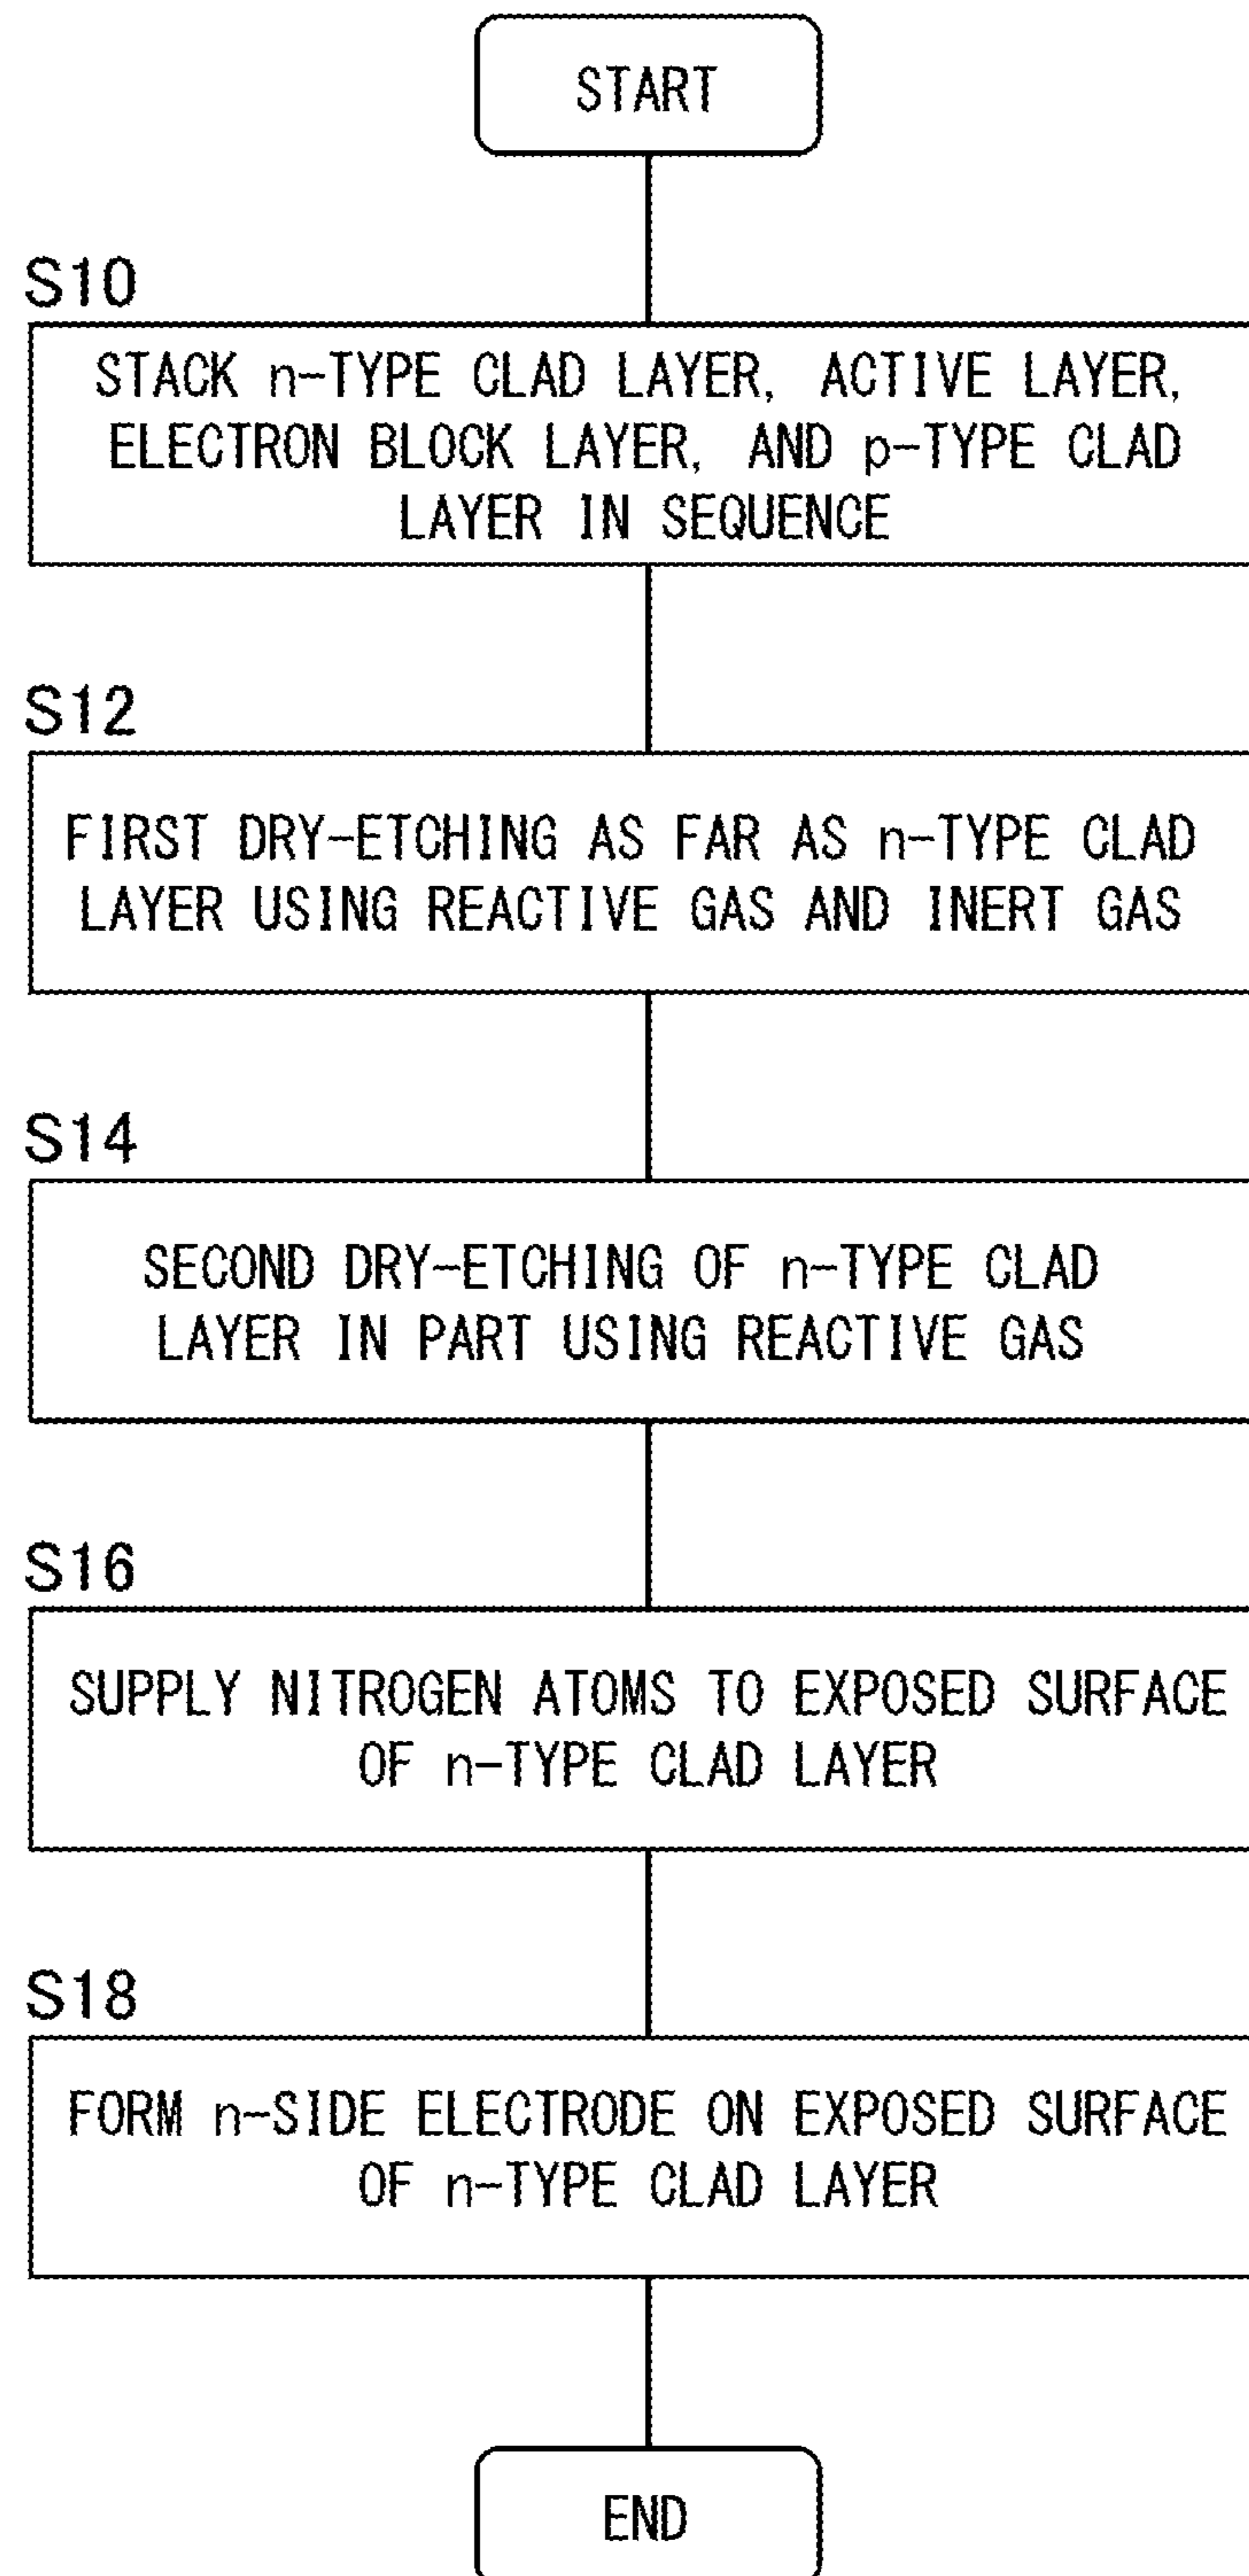 START
S10
STACK n-TYPE CLAD LAYER, ACTIVE LAYER,
ELECTRON BLOCK LAYER, AND p-TYPE CLAD
LAYER IN SEQUENCE
S12
FIRST DRY-ETCHING AS FAR AS n-TYPE CLAD
LAYER USING REACTIVE GAS AND INERT GAS
S14
SECOND DRY-ETCHING OF n-TYPE CLAD
LAYER IN PART USING REACTIVE GAS
S16
SUPPLY NITROGEN ATOMS TO EXPOSED SURFACE
OF n-TYPE CLAD LAYER
S18
FORM n-SIDE ELECTRODE ON EXPOSED SURFACE
OF n-TYPE CLAD LAYER
END